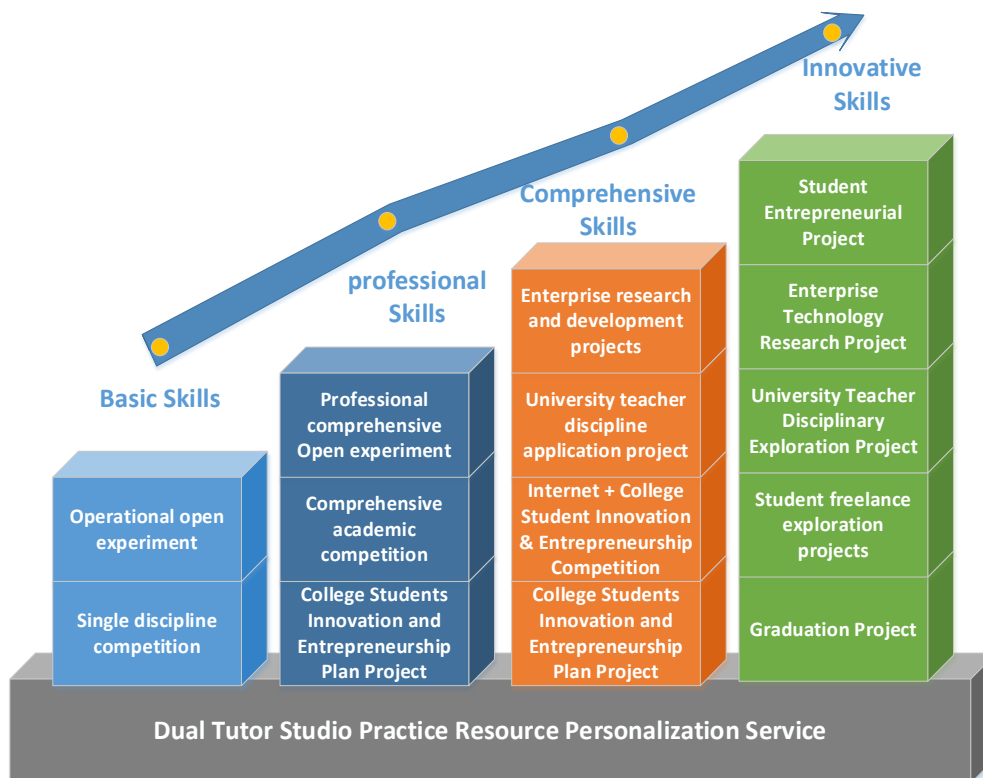 Innovative
Skills
Comprehensive
Skills
professional
Skills
Basic Skills
Operational open
experiment
Single discipline
competition
Professional
comprehensive
Open experiment
Comprehensive
academic
competition
College Students
Innovation and
Entrepreneurship
Plan Project
Enterprise research
and development
projects
University teacher
discipline
application project
Internet + College
Student Innovation
& Entrepreneurship
Competition
College Students
Innovation and
Entrepreneurship
Plan Project
Student
Entrepreneurial
Project
Enterprise
Technology
Research Project
University Teacher
Disciplinary
Exploration Project
Student freelance
exploration
projects
Graduation Project
Dual Tutor Studio Practice Resource Personalization Service